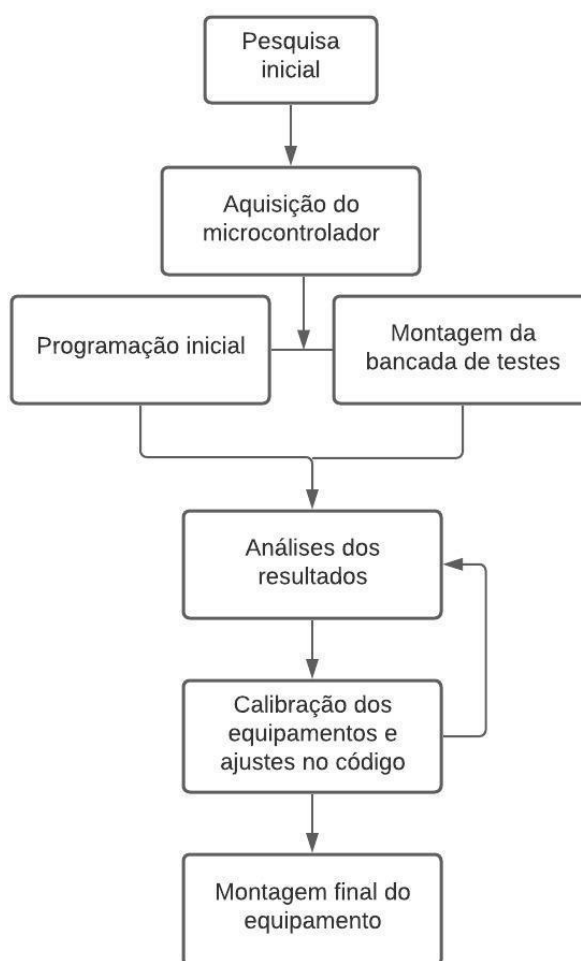 Pesquisa
inicial
Aquisição do
microcontrolador
Programação inicial
Montagem da
bancada de testes
Análises dos
resultados
Calibração dos
equipamentos e
ajustes no código
Montagem final do
equipamento